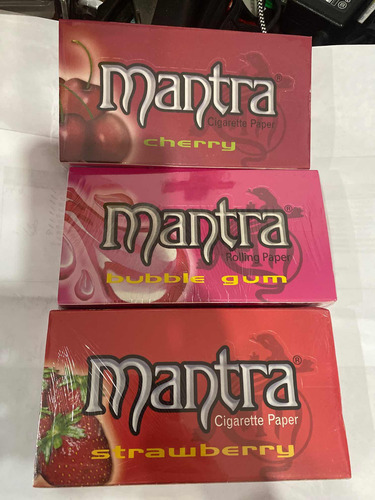 mantra®
Cigarette Paper
cherry
mantra®
Rolling Paper
bubble gum
mantra®
Cigarette Paper
strawberry